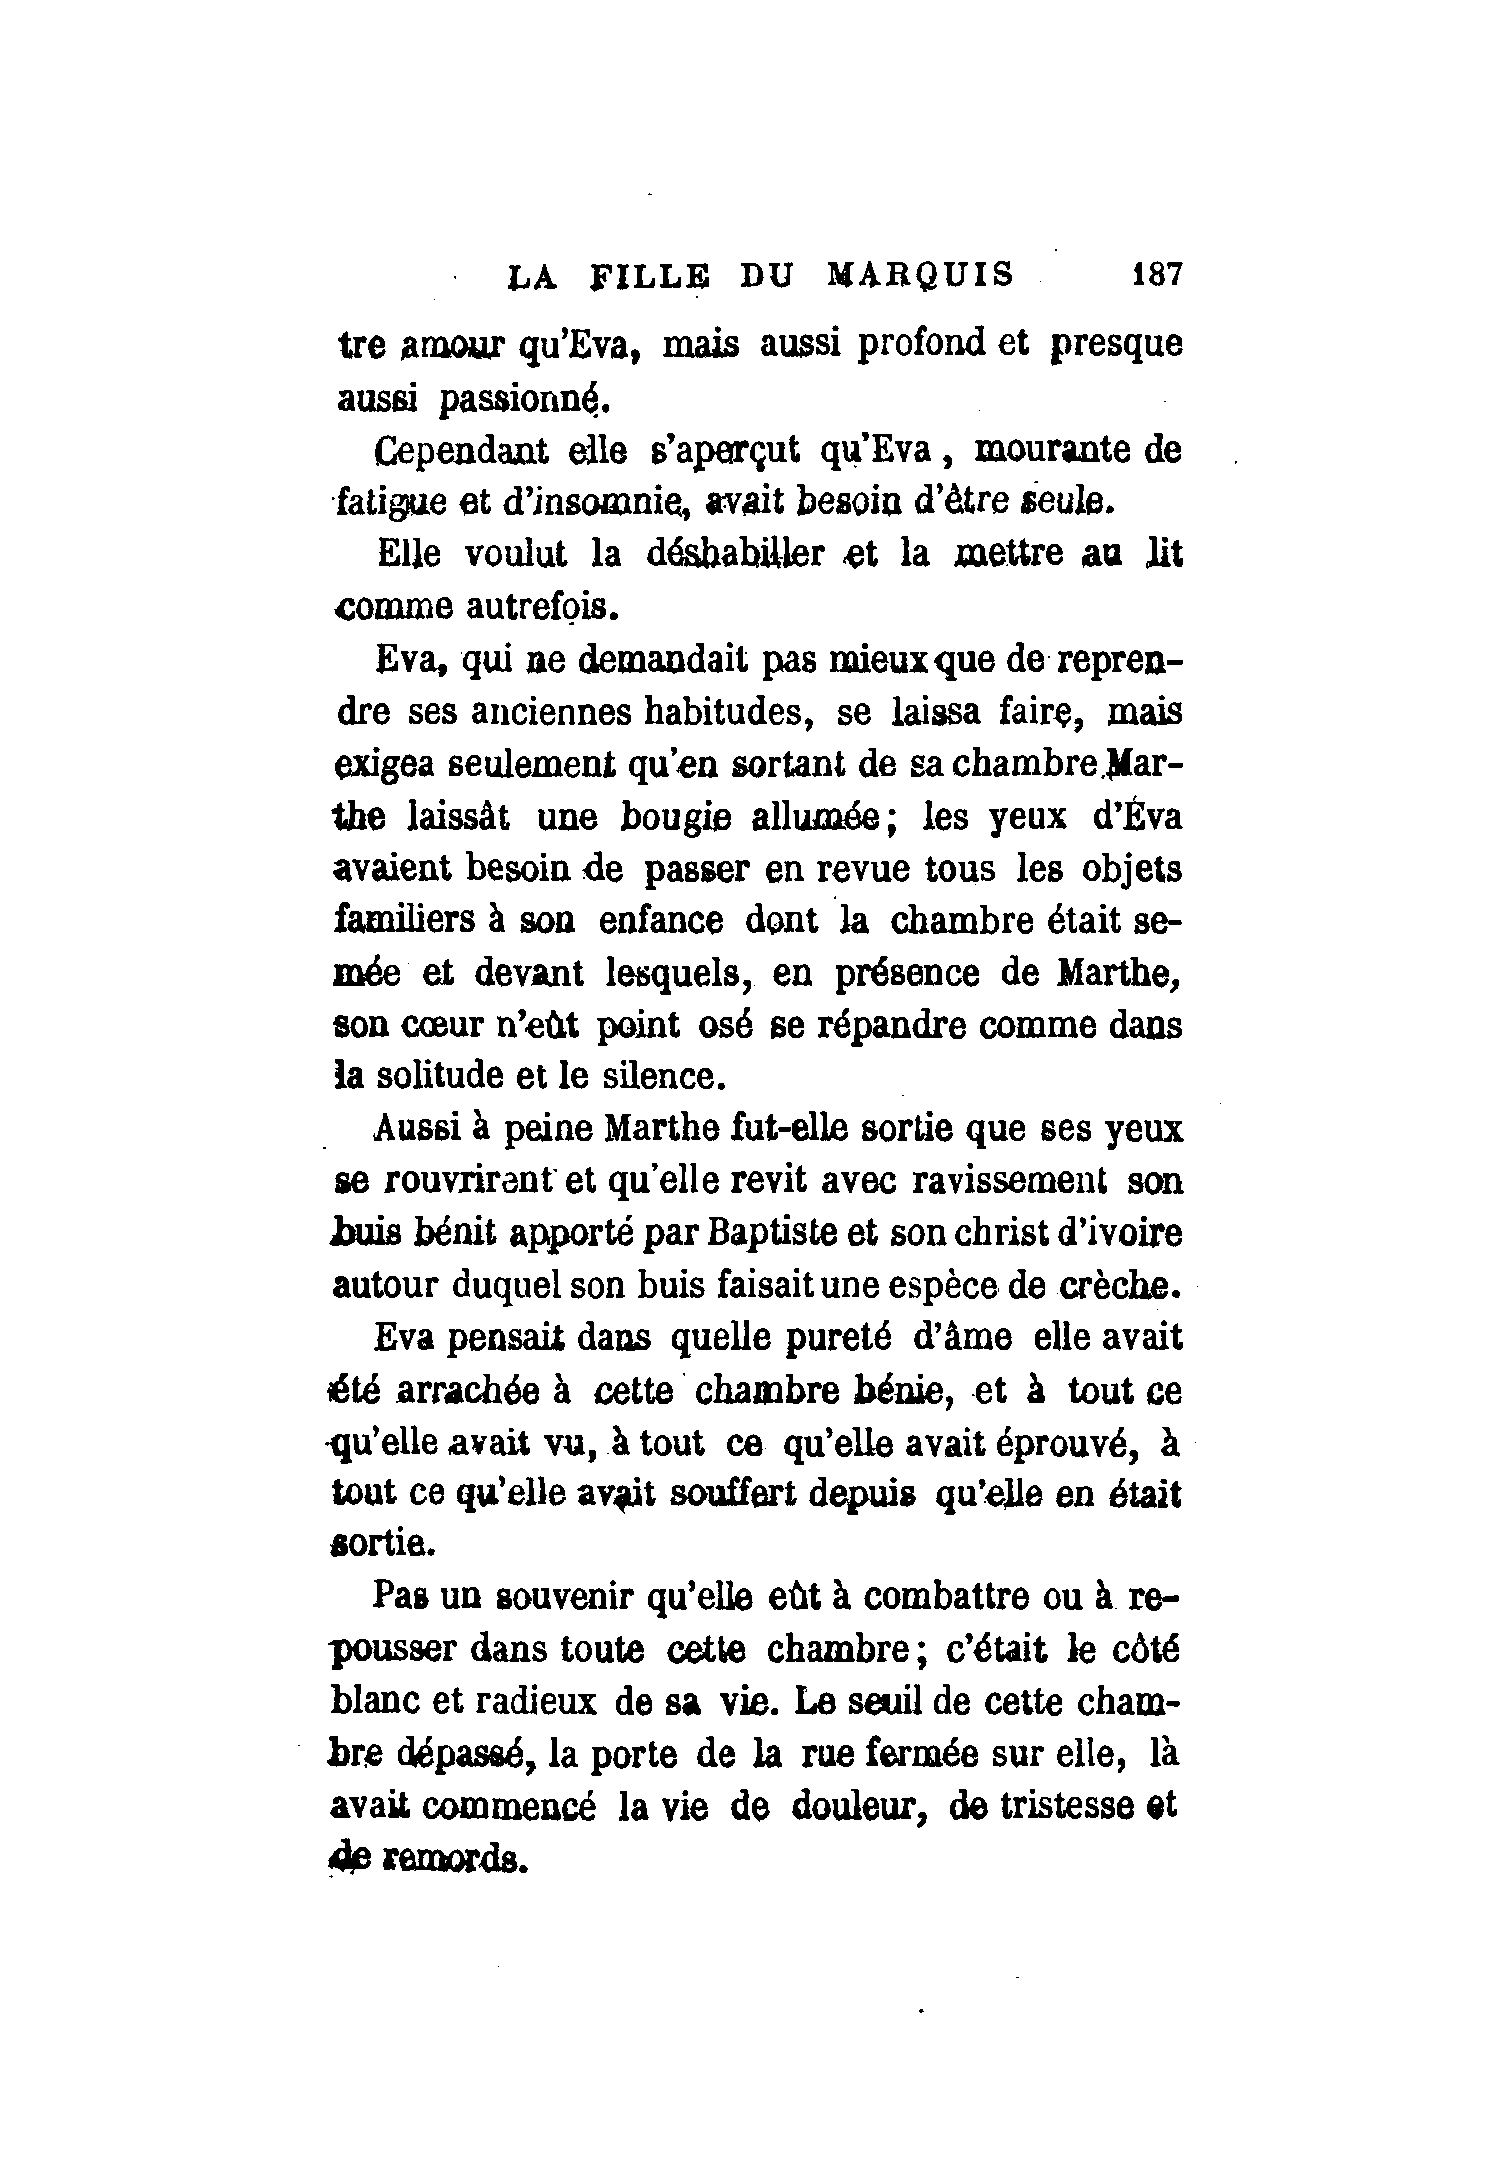 LA FILLE DU MARQUIS 187
tre amour qu'Eva, mais aussi profond et presque
aussi passionné.
Cependant elle s'aperçut qu'Eva, mourante de
fatigue et d'insomnie, avait besoin d'être seule.
Elle voulut la déshabiller et la mettre au lit
comme autrefois.
Eva, qui ne demandait pas mieux que de repren-
dre ses anciennes habitudes, se laissa faire, mais
exigea seulement qu'en sortant de sa chambre Mar-
the laissât une bougie allumée; les yeux d'Éva
avaient besoin de passer en revue tous les objets
familiers à son enfance dont la chambre était se-
mée et devant lesquels, en présence de Marthe,
son cœur n'eût point osé se répandre comme dans
la solitude et le silence.
Aussi à peine Marthe fut-elle sortie que ses yeux
se rouvrirent et qu'elle revit avec ravissement son
buis bénit apporté par Baptiste et son christ d'ivoire
autour duquel son buis faisait une espèce de crèche.
Eva pensait dans quelle pureté d'âme elle avait
été arrachée à cette chambre bénie, et à tout ce
qu'elle avait vu, à tout ce qu'elle avait éprouvé, à
tout ce qu'elle avait souffert depuis qu'elle en était
sortie.
Pas un souvenir qu'elle eût à combattre ou à re-
pousser dans toute cette chambre; c'était le côté
blanc et radieux de sa vie. Le seuil de cette cham-
bre dépassé, la porte de la rue fermée sur elle, là
avait commencé la vie de douleur, de tristesse et
de remords.